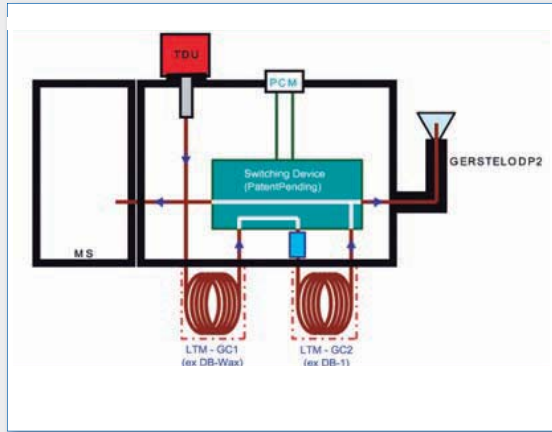 TDU
PCM
Switching Device
(PatentPending)
GERSTELODP2
MS
LTM - GC1
(ex DB-Wax)
LTM - GC2
(ex DB-1)